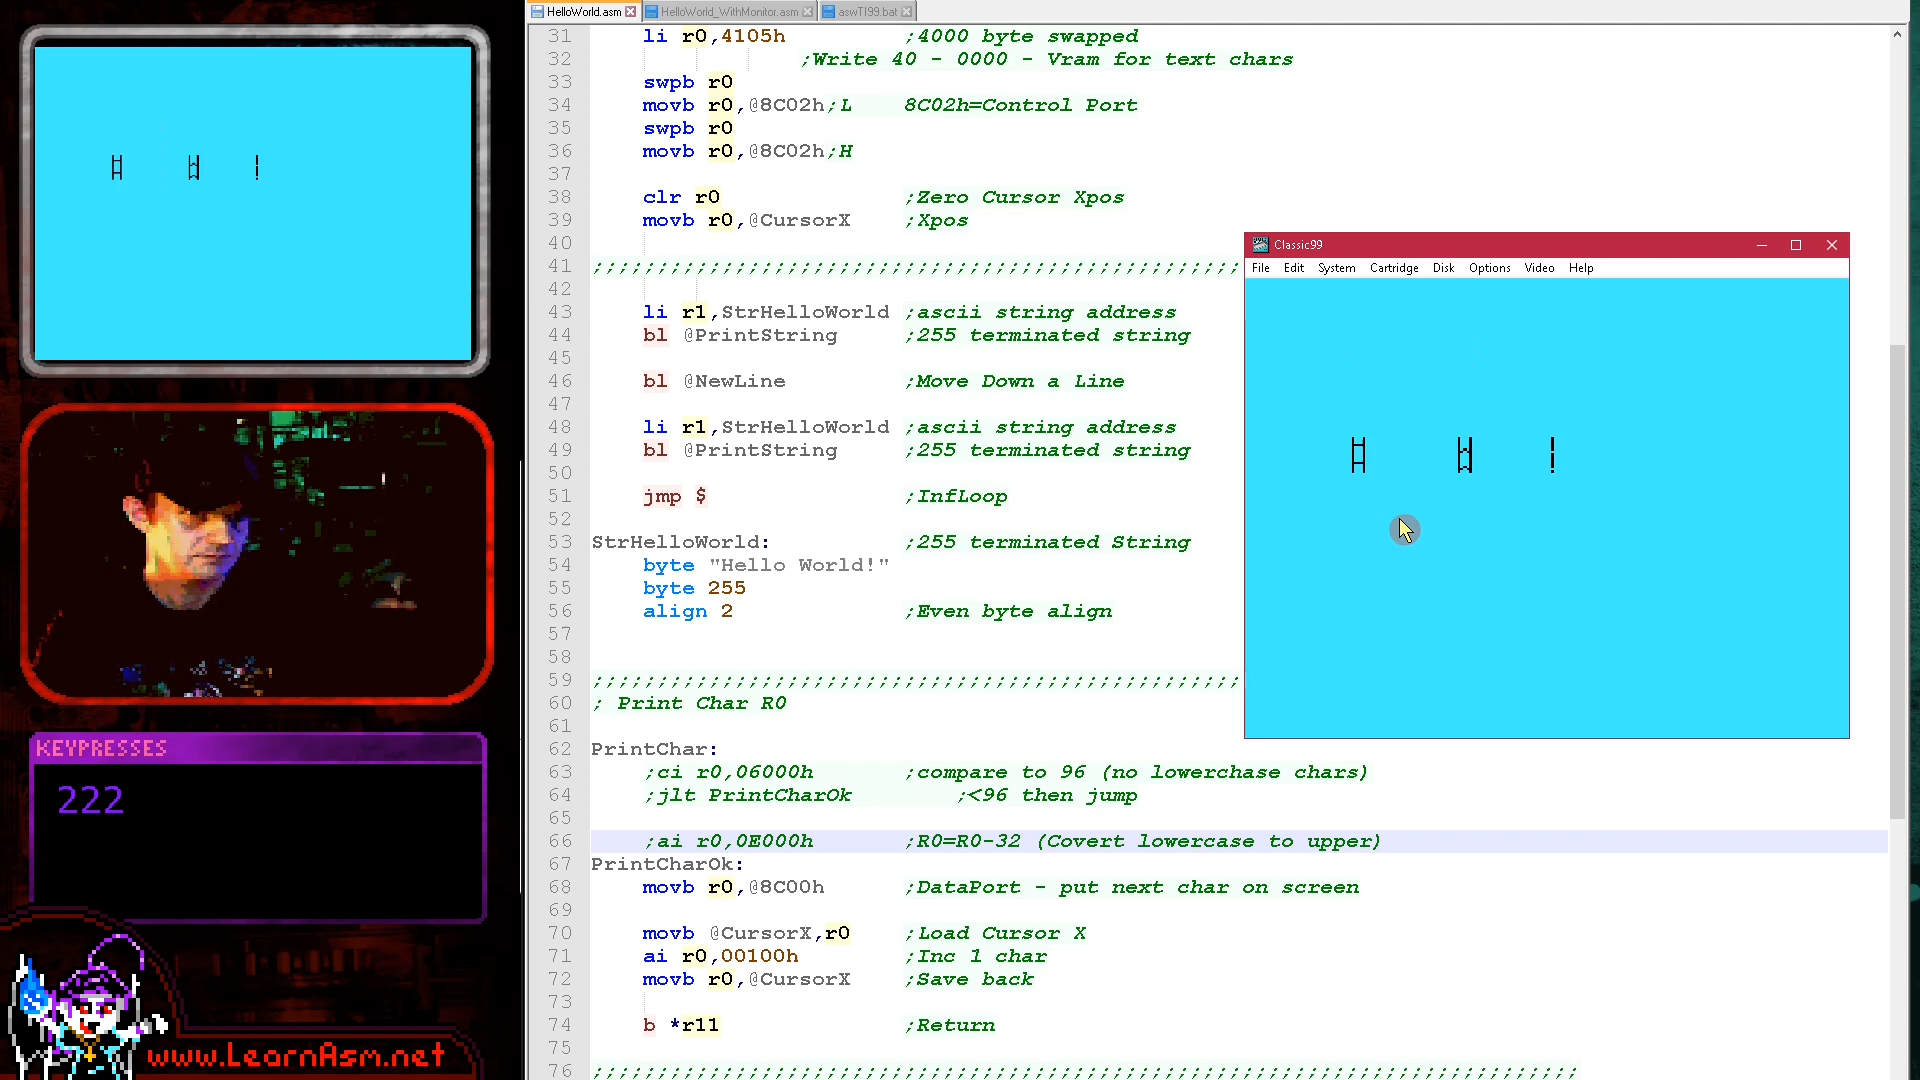 HelloWorld.asm HelloWorld_WithMonitor.asm aswTI99.bat
31 li r0,4105h ;4000 byte swapped
32 ;Write 40 - 0000 - Vram for text chars
33 swpb r0
34 movb r0,@8C02h;L 8C02h=Control Port
35 swpb r0
36 movb r0,@8C02h;H
37
38 clr r0 ;Zero Cursor Xpos
39 movb r0,@CursorX ;Xpos
40
41 ;;;;;;;;;;;;;;;;;;;;;;;;;;;;;;;;;;;;;;;;;;;;;;;;;;
42
43 li r1,StrHelloWorld ;ascii string address
44 bl @PrintString ;255 terminated string
45
46 bl @NewLine ;Move Down a Line
47
48 li r1,StrHelloWorld ;ascii string address
49 bl @PrintString ;255 terminated string
50
51 jmp $ ;InfLoop
52
53 StrHelloWorld: ;255 terminated String
54 byte "Hello World!"
55 byte 255
56 align 2 ;Even byte align
57
58
59 ;;;;;;;;;;;;;;;;;;;;;;;;;;;;;;;;;;;;;;;;;;;;;;;;;;
60 ; Print Char R0
61
62 PrintChar:
63 ;ci r0,06000h ;compare to 96 (no lowerchase chars)
64 ;jlt PrintCharOk ;<96 then jump
65
66 ;ai r0,0E000h ;R0=R0-32 (Covert lowercase to upper)
67 PrintCharOk:
68 movb r0,@8C00h ;DataPort - put next char on screen
69
70 movb @CursorX,r0 ;Load Cursor X
71 ai r0,00100h ;Inc 1 char
72 movb r0,@CursorX ;Save back
73
74 b *r11 ;Return
75
76 ;;;;;;;;;;;;;;;;;;;;;;;;;;;;;;;;;;;;;;;;;;;;;;;;;;;;;;;;;;;;;;;;;;;;;;;;;;;;
Classic99
File Edit System Cartridge Disk Options Video Help
H W !
H W !
KEYPRESSES
222
www.LearnAsm.net